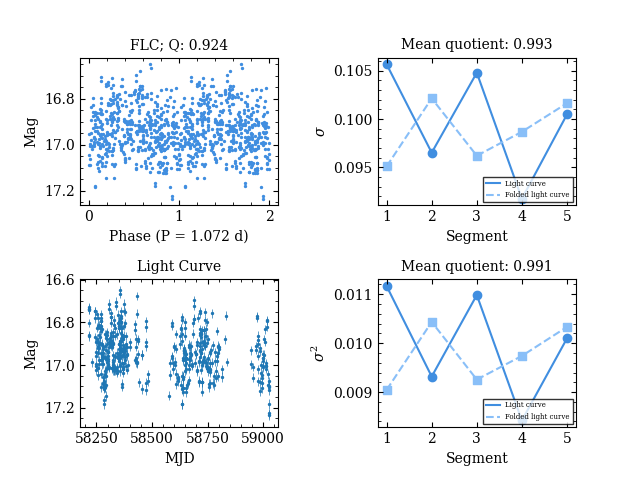 FLC; Q: 0.924
Mag
16.8
17.0
17.2
0 1 2
Phase (P = 1.072 d)
Mean quotient: 0.993
σ
0.105
0.100
0.095
Light curve
Folded light curve
1 2 3 4 5
Segment
Light Curve
Mag
16.6
16.8
17.0
17.2
58250 58500 58750 59000
MJD
Mean quotient: 0.991
σ²
0.011
0.010
0.009
Light curve
Folded light curve
1 2 3 4 5
Segment